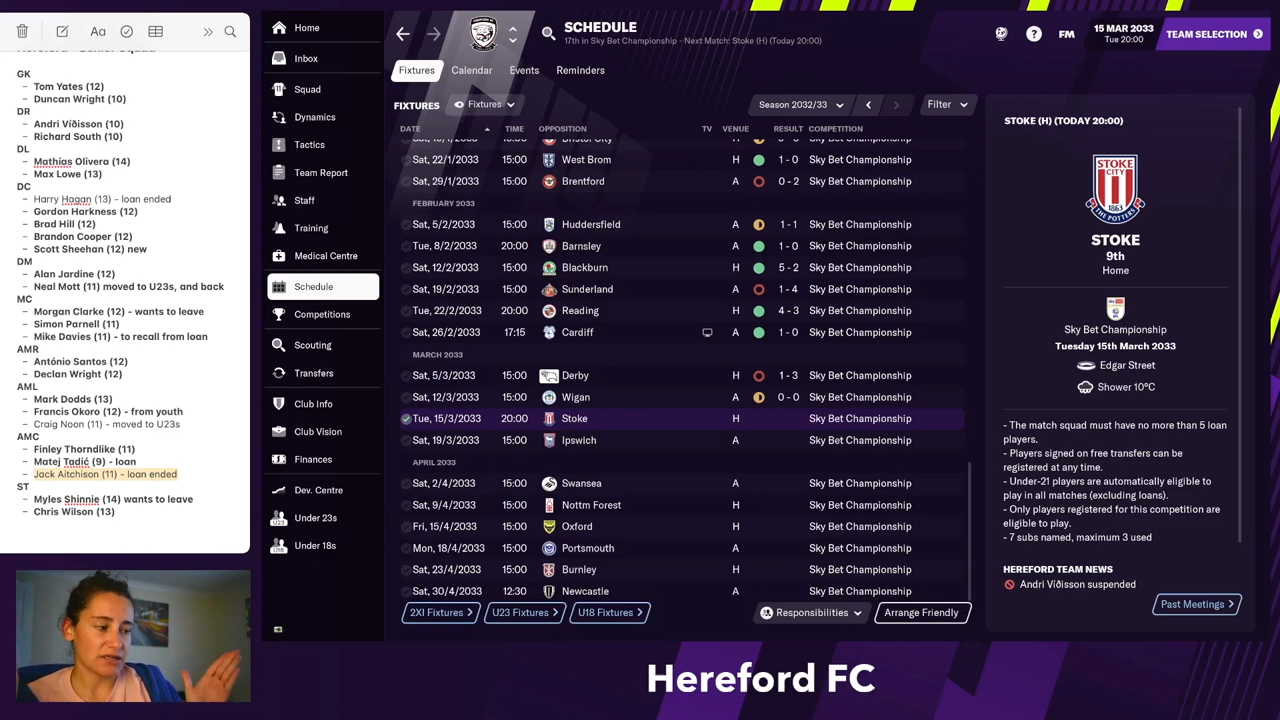 Aa
GK
– Tom Yates (12)
– Duncan Wright (10)
DR
– Andri Víðisson (10)
– Richard South (10)
DL
– Mathías Olivera (14)
– Max Lowe (13)
DC
– Harry Hagan (13) - loan ended
– Gordon Harkness (12)
– Brad Hill (12)
– Brandon Cooper (12)
– Scott Sheehan (12) new
DM
– Alan Jardine (12)
– Neal Mott (11) moved to U23s, and back
MC
– Morgan Clarke (12) - wants to leave
– Simon Parnell (11)
– Mike Davies (11) - to recall from loan
AMR
– António Santos (12)
– Declan Wright (12)
AML
– Mark Dodds (13)
– Francis Okoro (12) - from youth
– Craig Noon (11) - moved to U23s
AMC
– Finley Thorndlike (11)
– Matej Tadić (9) - loan
– Jack Aitchison (11) - loan ended
ST
– Myles Shinnie (14) wants to leave
– Chris Wilson (13)
Home
Inbox
Squad
Dynamics
Tactics
Team Report
Staff
Training
Medical Centre
Schedule
Competitions
Scouting
Transfers
Club Info
Club Vision
Finances
Dev. Centre
Under 23s
Under 18s
SCHEDULE
17th in Sky Bet Championship - Next Match: Stoke (H) (Today 20:00)
FM
15 MAR 2033
Tue 20:00
TEAM SELECTION
Fixtures Calendar Events Reminders
FIXTURES Fixtures Season 2032/33 Filter
DATE TIME OPPOSITION TV VENUE RESULT COMPETITION
Sat, 22/1/2033 15:00 West Brom H 1 - 0 Sky Bet Championship
Sat, 29/1/2033 15:00 Brentford A 0 - 2 Sky Bet Championship
FEBRUARY 2033
Sat, 5/2/2033 15:00 Huddersfield A 1 - 1 Sky Bet Championship
Tue, 8/2/2033 20:00 Barnsley A 1 - 0 Sky Bet Championship
Sat, 12/2/2033 15:00 Blackburn H 5 - 2 Sky Bet Championship
Sat, 19/2/2033 15:00 Sunderland A 1 - 4 Sky Bet Championship
Tue, 22/2/2033 20:00 Reading H 4 - 3 Sky Bet Championship
Sat, 26/2/2033 17:15 Cardiff A 1 - 0 Sky Bet Championship
MARCH 2033
Sat, 5/3/2033 15:00 Derby H 1 - 3 Sky Bet Championship
Sat, 12/3/2033 15:00 Wigan A 0 - 0 Sky Bet Championship
Tue, 15/3/2033 20:00 Stoke H Sky Bet Championship
Sat, 19/3/2033 15:00 Ipswich A Sky Bet Championship
APRIL 2033
Sat, 2/4/2033 15:00 Swansea A Sky Bet Championship
Sat, 9/4/2033 15:00 Nottm Forest H Sky Bet Championship
Fri, 15/4/2033 15:00 Oxford H Sky Bet Championship
Mon, 18/4/2033 15:00 Portsmouth A Sky Bet Championship
Sat, 23/4/2033 15:00 Burnley H Sky Bet Championship
Sat, 30/4/2033 12:30 Newcastle A Sky Bet Championship
2XI Fixtures U23 Fixtures U18 Fixtures Responsibilities Arrange Friendly
STOKE (H) (TODAY 20:00)
STOKE CITY
1863
THE POTTERS
STOKE
9th
Home
Sky Bet Championship
Tuesday 15th March 2033
Edgar Street
Shower 10°C
- The match squad must have no more than 5 loan
players.
- Players signed on free transfers can be
registered at any time.
- Under-21 players are automatically eligible to
play in all matches (excluding loans).
- Only players registered for this competition are
eligible to play.
- 7 subs named, maximum 3 used
HEREFORD TEAM NEWS
Andri Víðisson suspended
Past Meetings
Hereford FC